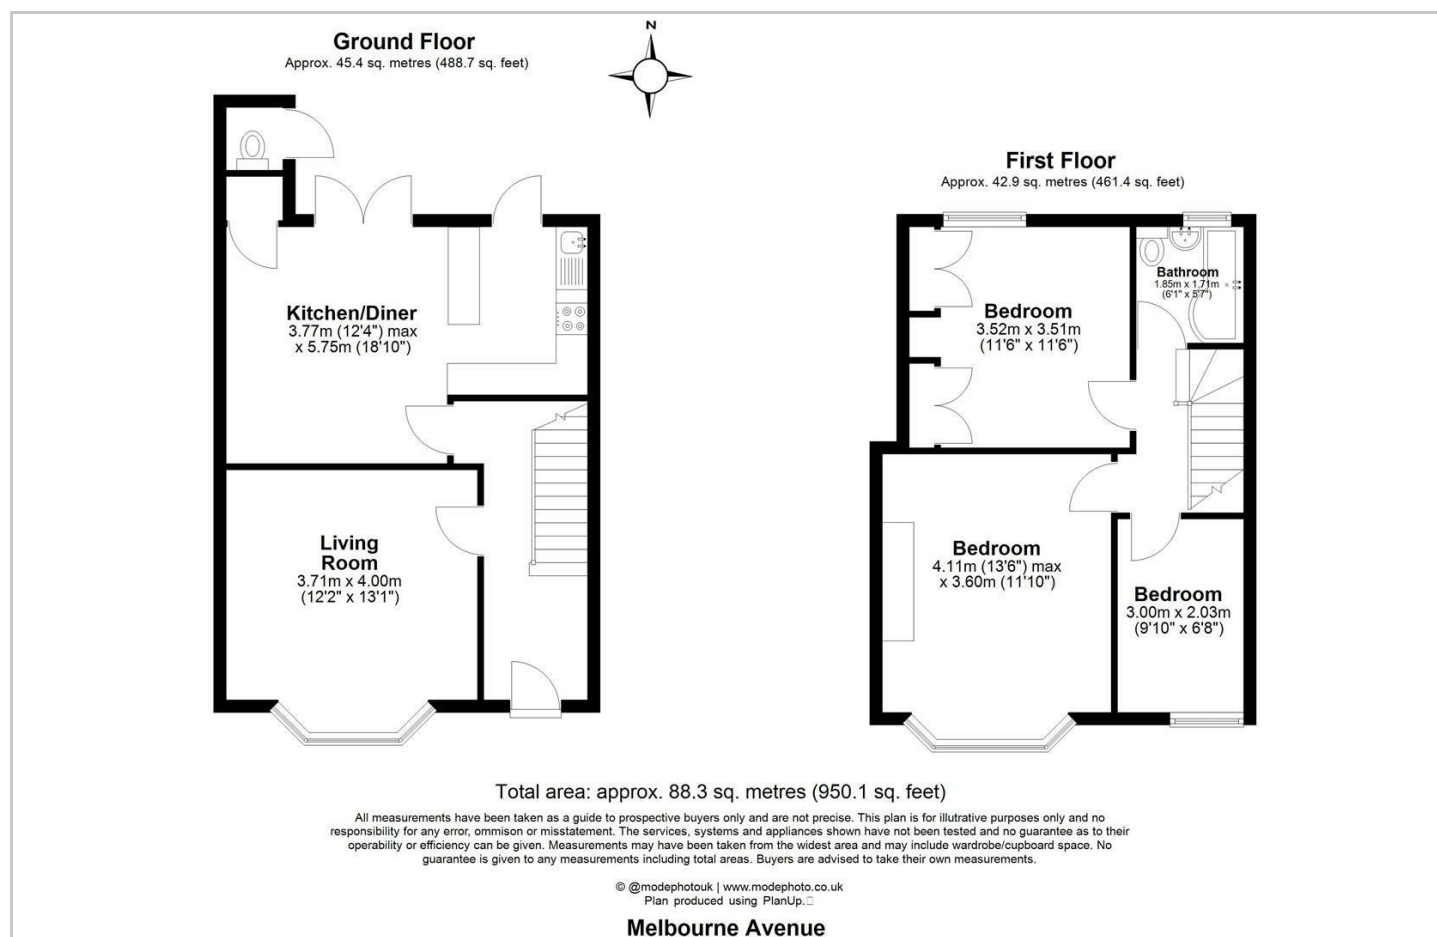 Ground Floor
Approx. 45.4 sq. metres (488.7 sq. feet)
N
First Floor
Approx. 42.9 sq. metres (461.4 sq. feet)
Kitchen/Diner
3.77m (12'4") max
x 5.75m (18'10")
Living
Room
3.71m x 4.00m
(12'2" x 13'1")
Bedroom
3.52m x 3.51m
(11'6" x 11'6")
Bathroom
1.85m x 1.71m
(6'1" x 5'7")
Bedroom
4.11m (13'6") max
x 3.60m (11'10")
Bedroom
3.00m x 2.03m
(9'10" x 6'8")
Total area: approx. 88.3 sq. metres (950.1 sq. feet)
All measurements have been taken as a guide to prospective buyers only and are not precise. This plan is for illutrative purposes only and no
responsibility for any error, ommison or misstatement. The services, systems and appliances shown have not been tested and no guarantee as to their
operability or efficiency can be given. Measurements may have been taken from the widest area and may include wardrobe/cupboard space. No
guarantee is given to any measurements including total areas. Buyers are advised to take their own measurements.
© @modephotouk | www.modephoto.co.uk
Plan produced using PlanUp.
Melbourne Avenue